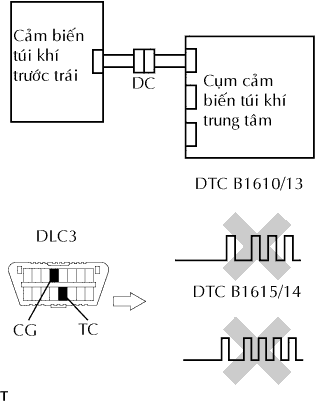 Cảm biến
túi khí
trước trái
DC
Cụm cảm
biến túi khí
trung tâm
DTC B1610/13
DLC3
DTC B1615/14
CG
TC
T